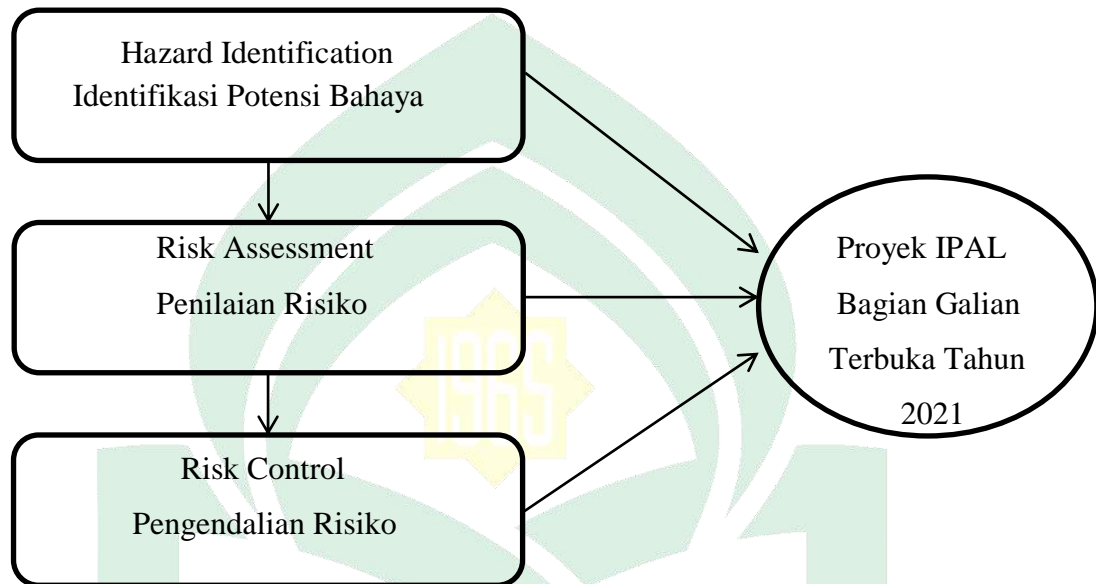 Hazard Identification
Identifikasi Potensi Bahaya
Risk Assessment
Penilaian Risiko
Risk Control
Pengendalian Risiko
Proyek IPAL
Bagian Galian
Terbuka Tahun
2021
1965